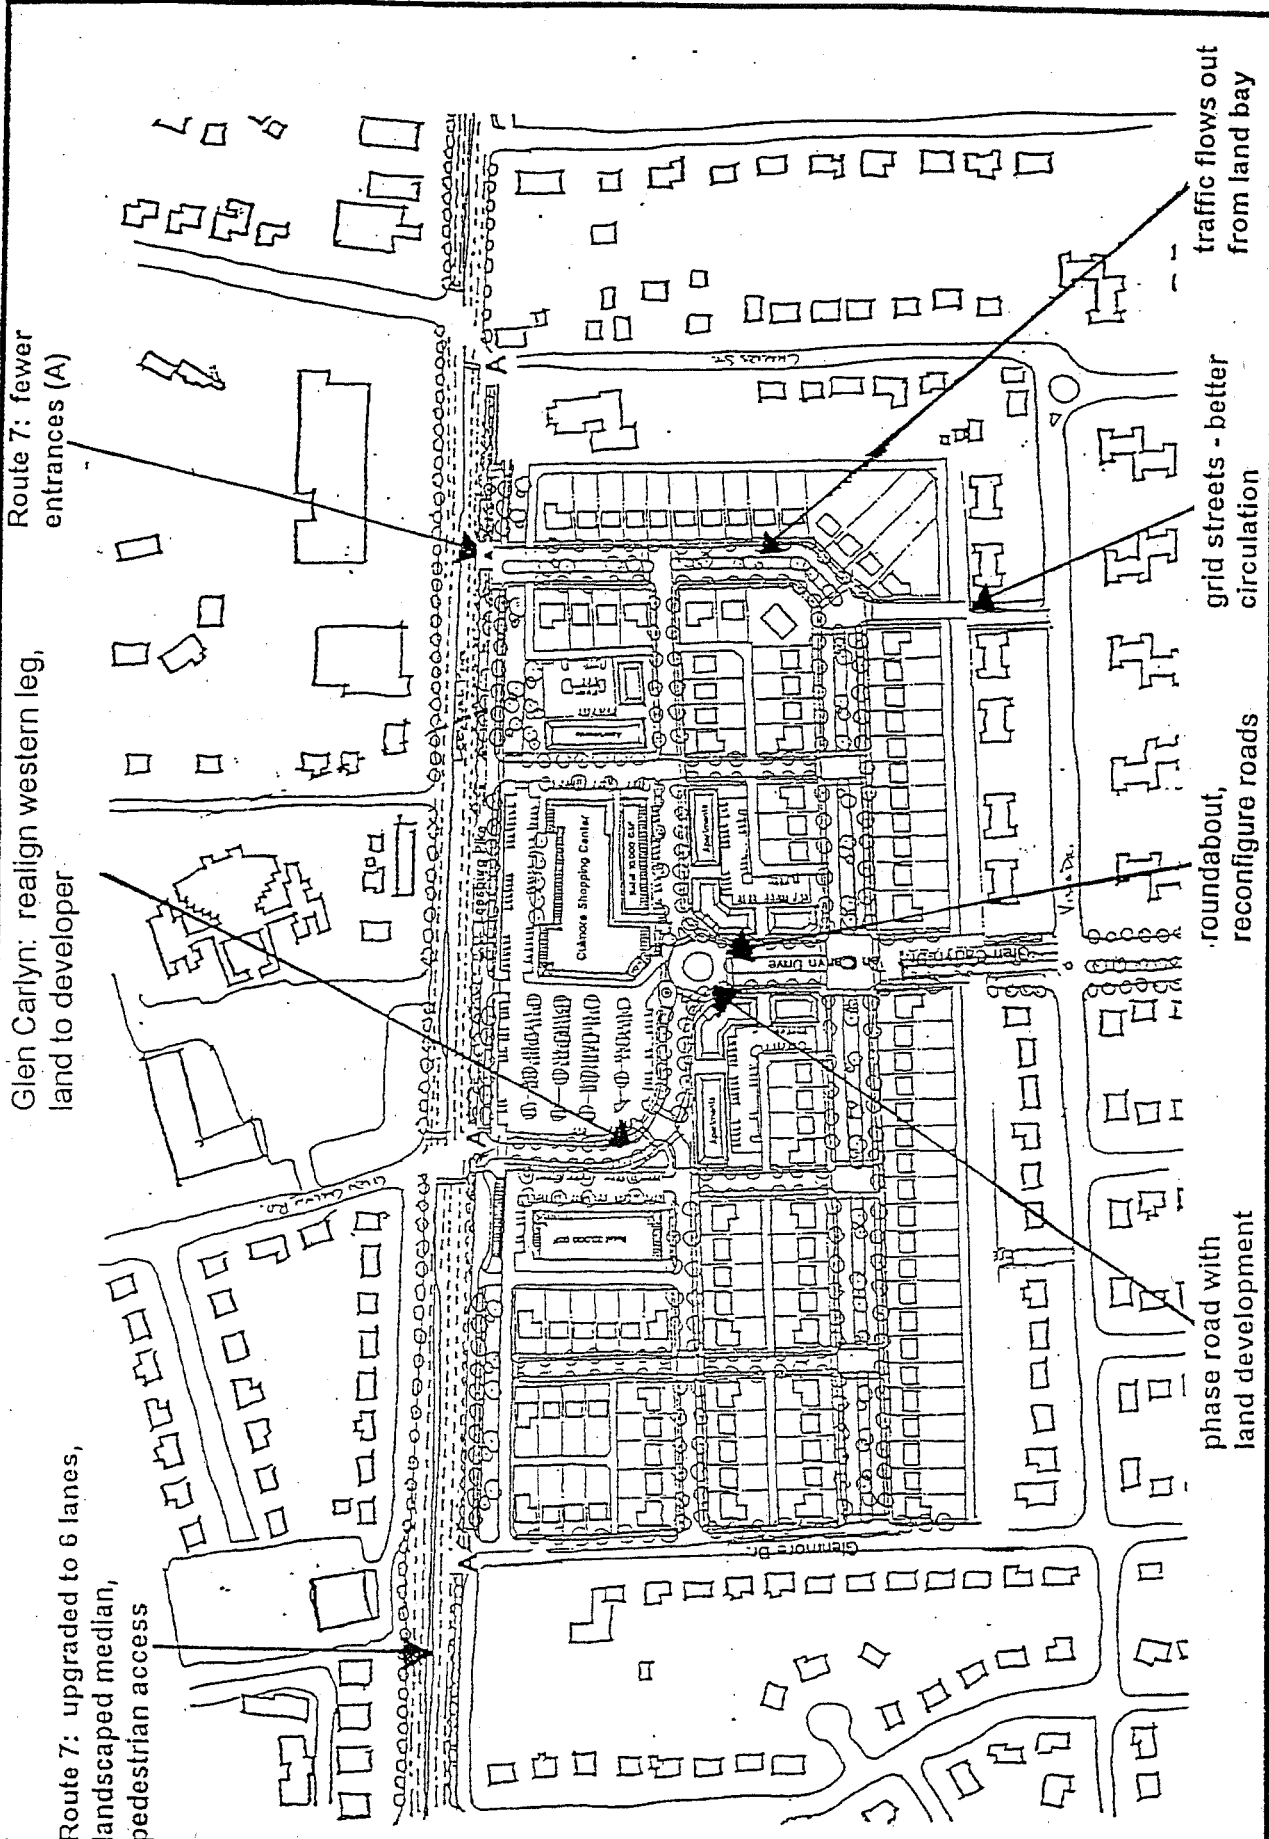 Route 7: upgraded to 6 lanes,
landscaped median,
pedestrian access
Glen Carlyn: realign western leg,
land to developer
Route 7: fewer
entrances (A)
A
A
A
A
Glenmore Dr.
Culmore Shopping Center
Apartments
Apartments
Apartments
Drive
Glen Carlyn Dr.
phase road with
land development
roundabout,
reconfigure roads
grid streets - better
circulation
traffic flows out
from land bay